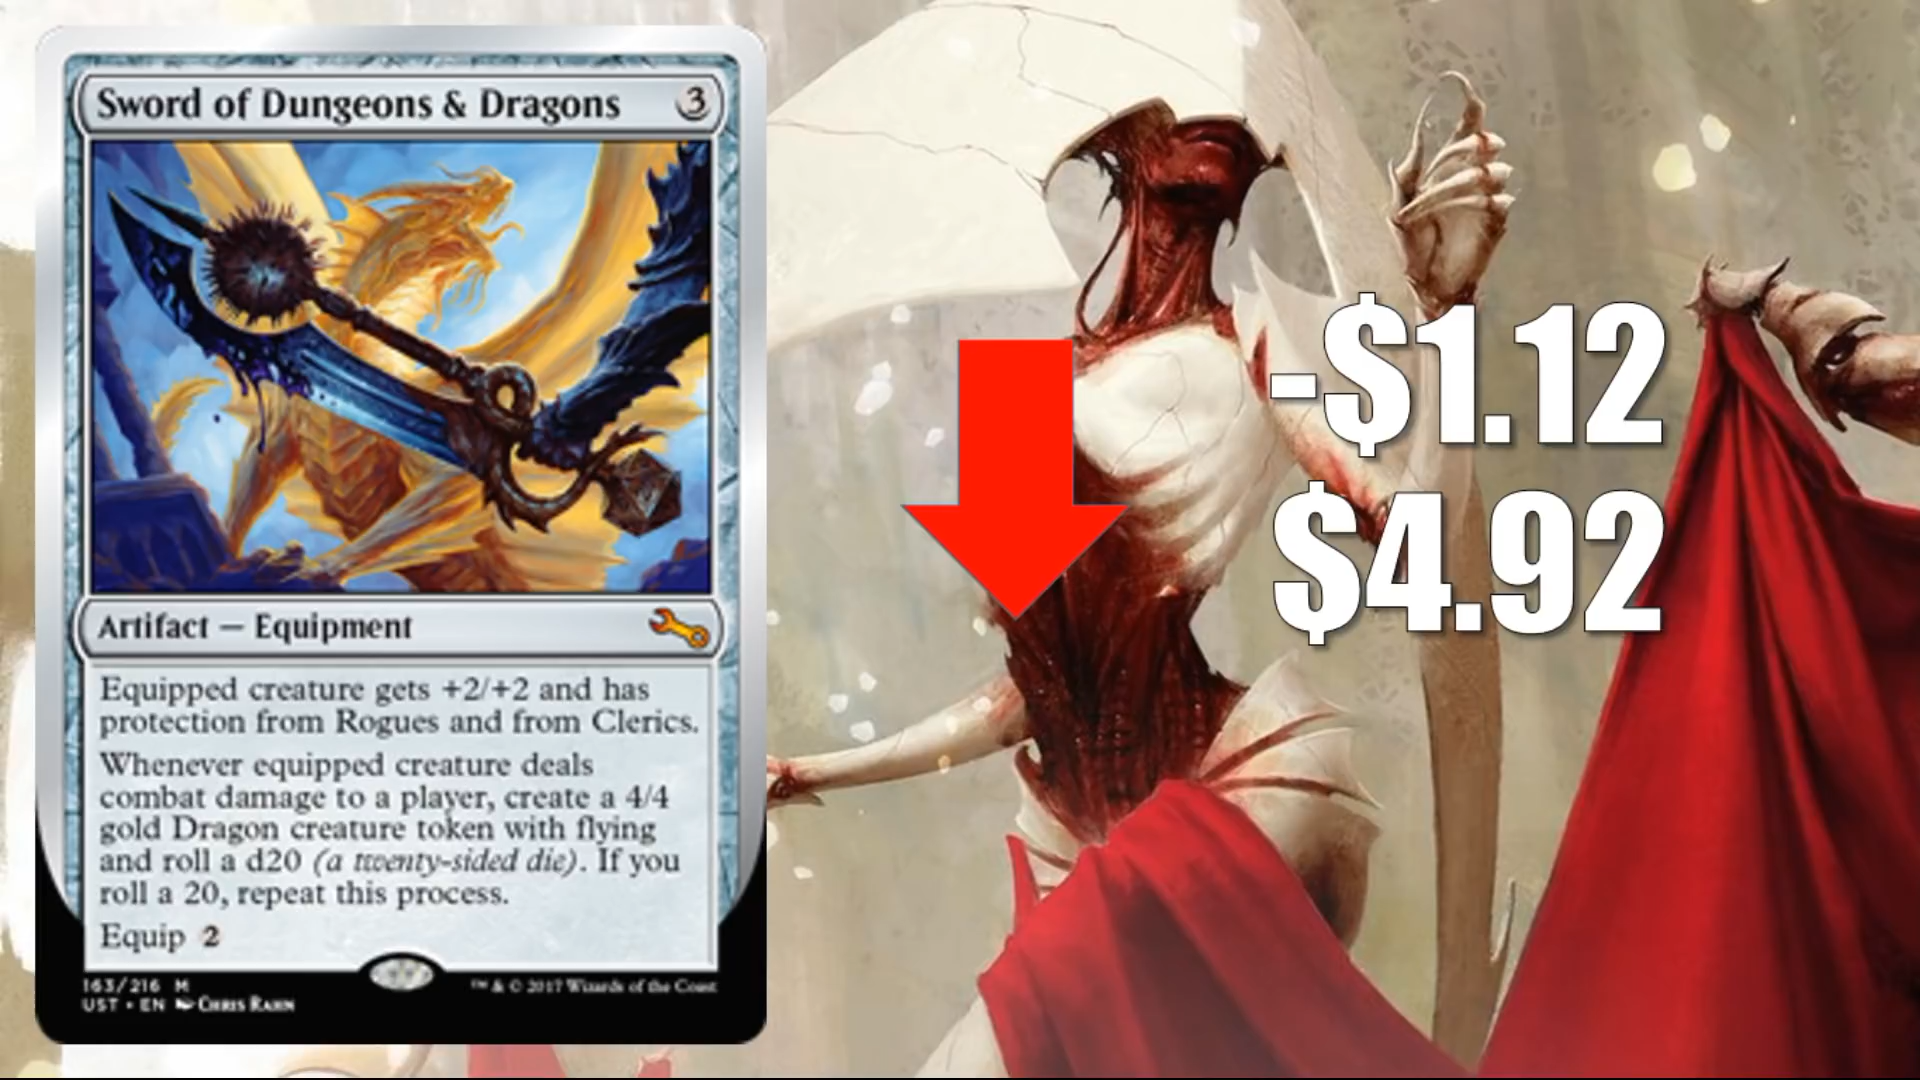 Sword of Dungeons & Dragons 3
Artifact — Equipment
Equipped creature gets +2/+2 and has
protection from Rogues and from Clerics.
Whenever equipped creature deals
combat damage to a player, create a 4/4
gold Dragon creature token with flying
and roll a d20 (a twenty-sided die). If you
roll a 20, repeat this process.
Equip 2
163/216 M
UST • EN Chris Rahn
™ & © 2017 Wizards of the Coast
-$1.12
$4.92